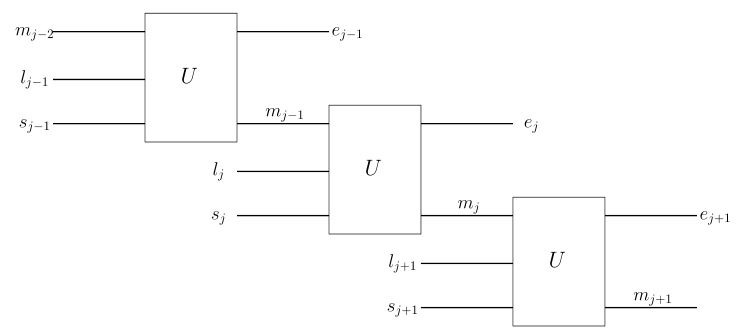 m_{j-2} e_{j-1}
l_{j-1} U
s_{j-1} m_{j-1}
e_j
l_j U
s_j m_j
e_{j+1}
l_{j+1} U
s_{j+1} m_{j+1}